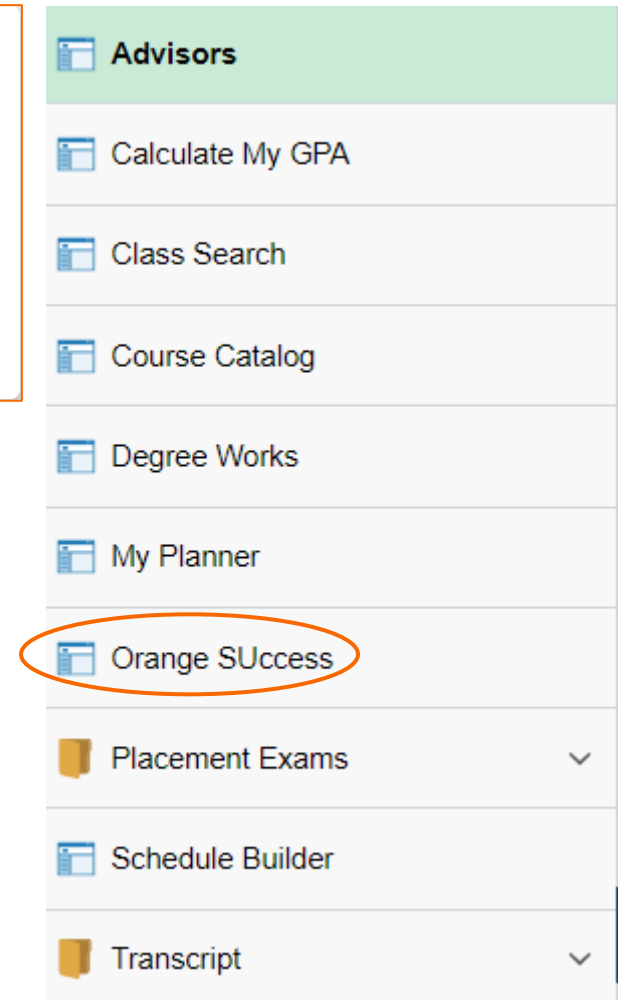 Advisors
Calculate My GPA
Class Search
Course Catalog
Degree Works
My Planner
Orange SUccess
Placement Exams
Schedule Builder
Transcript